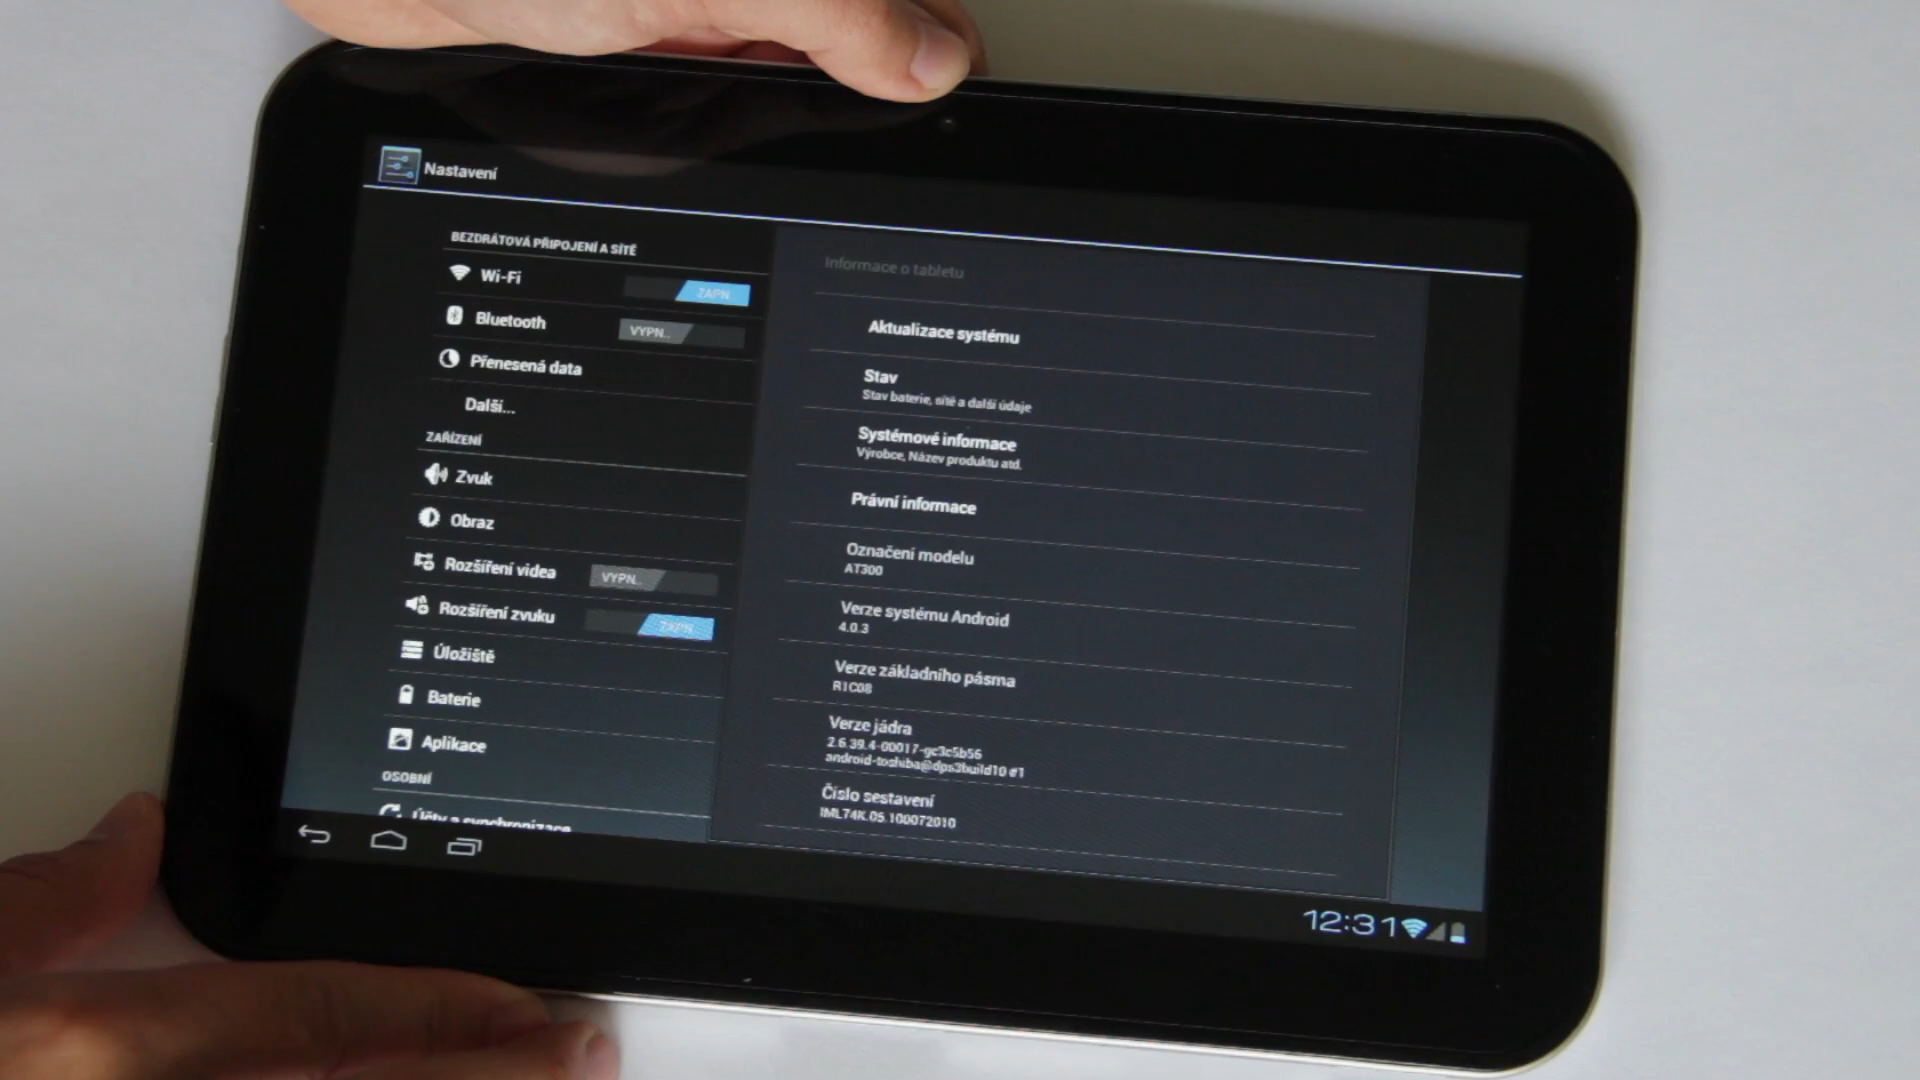 Nastavení
BEZDRÁTOVÁ PŘIPOJENÍ A SÍTĚ
Wi-Fi
ZAPN.
Bluetooth
VYPN..
Přenesená data
Další...
ZAŘÍZENÍ
Zvuk
Obraz
Rozšíření videa
VYPN..
Rozšíření zvuku
ZAPN.
Úložiště
Baterie
Aplikace
OSOBNÍ
Účty a synchronizace
Informace o tabletu
Aktualizace systému
Stav
Stav baterie, sítě a další údaje
Systémové informace
Výrobce, Název produktu atd.
Právní informace
Označení modelu
AT300
Verze systému Android
4.0.3
Verze základního pásma
R1C08
Verze jádra
2.6.39.4-00017-gc3c5b56
android-toshiba@dps3build10 #1
Číslo sestavení
IML74K.05.100072010
12:31